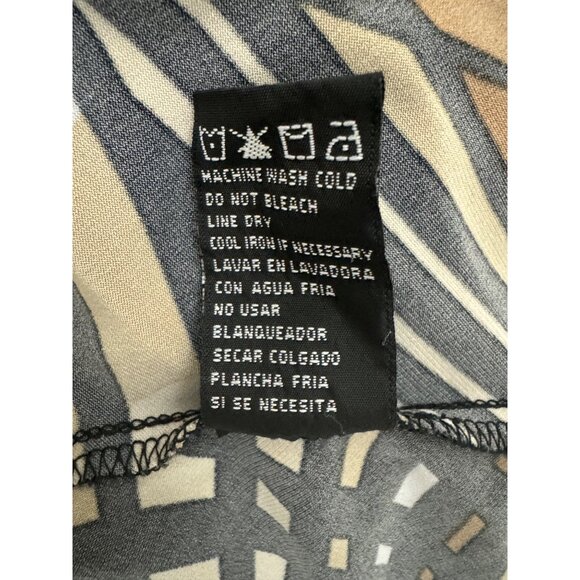 MACHINE WASH COLD
DO NOT BLEACH
LINE DRY
COOL IRON IF NECESSARY
LAVAR EN LAVADORA
CON AGUA FRIA
NO USAR
BLANQUEADOR
SECAR COLGADO
PLANCHA FRIA
SI SE NECESITA